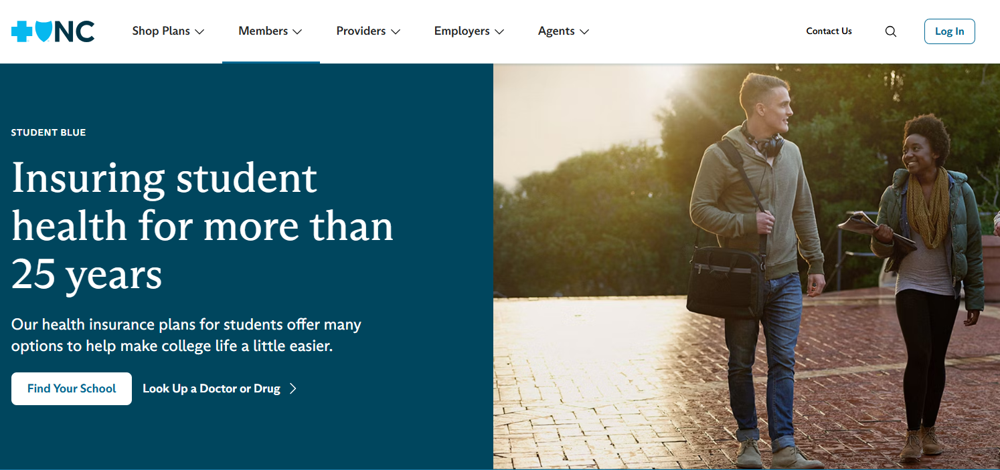 NC
Shop Plans
Members
Providers
Employers
Agents
Contact Us
Log In
STUDENT BLUE
Insuring student
health for more than
25 years
Our health insurance plans for students offer many
options to help make college life a little easier.
Find Your School
Look Up a Doctor or Drug